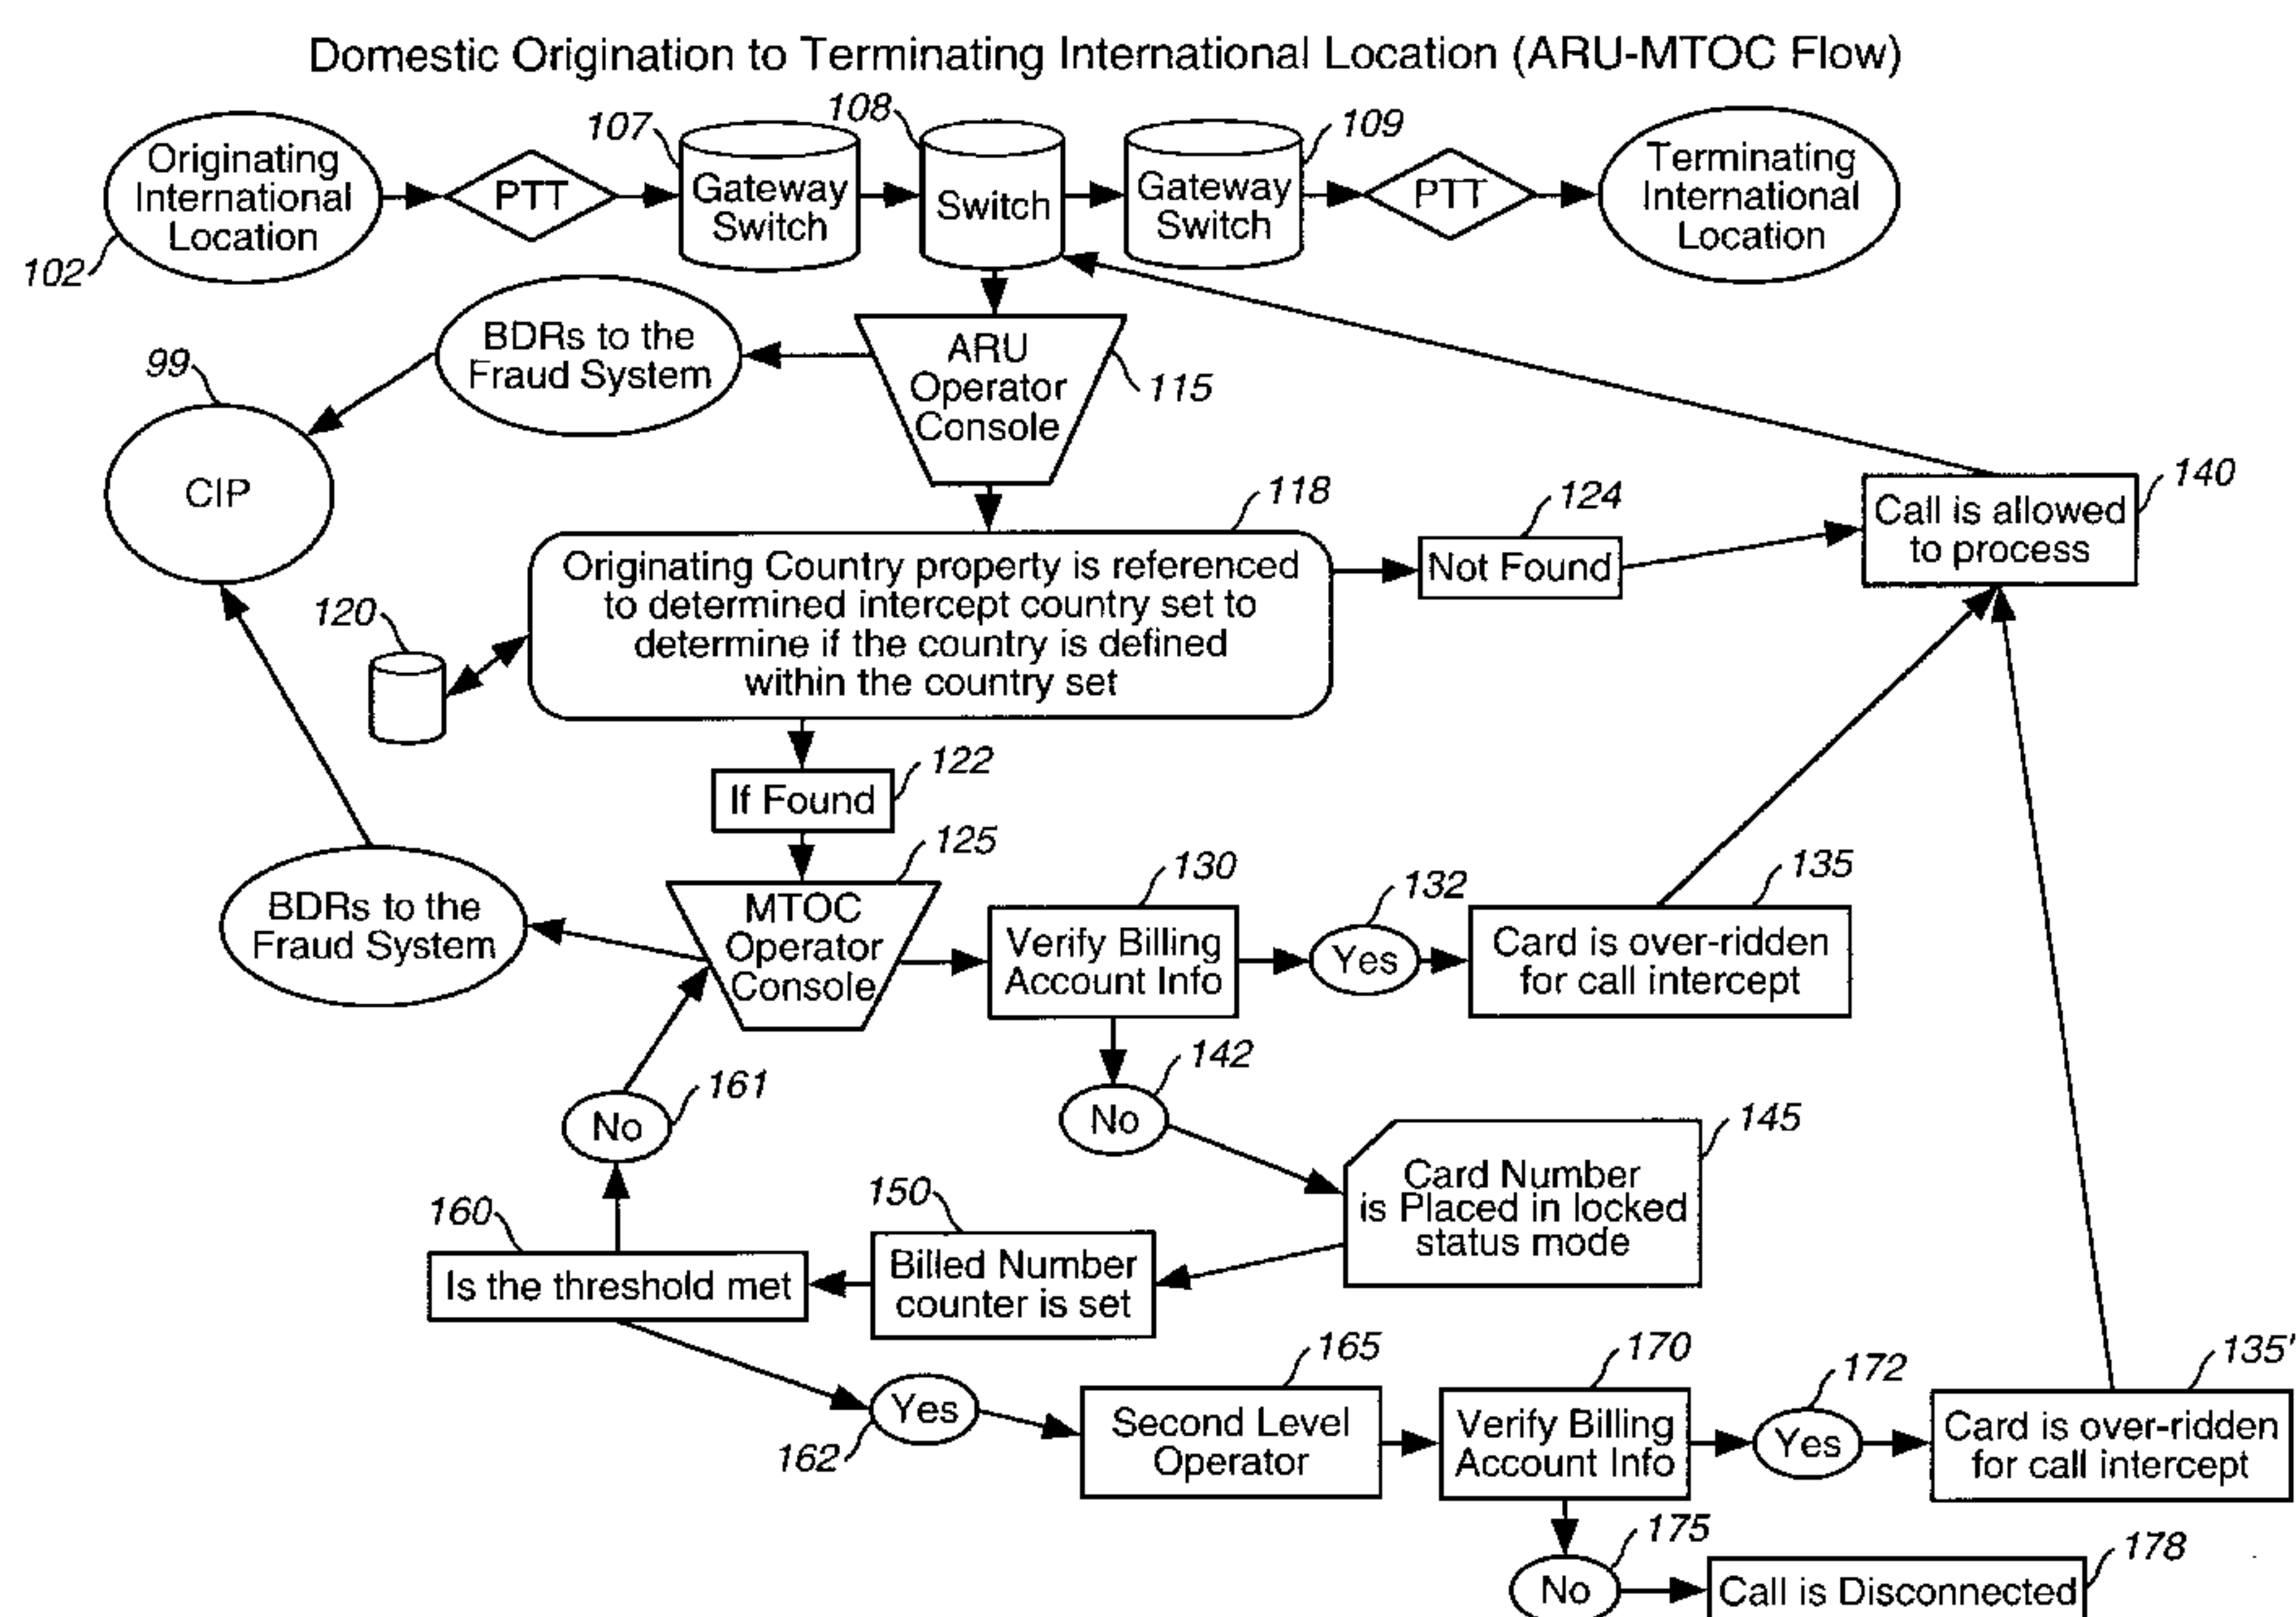 Domestic Origination to Terminating International Location (ARU-MTOC Flow)
102
Originating
International
Location
PTT
107
Gateway
Switch
108
Switch
109
Gateway
Switch
PTT
Terminating
International
Location
99
CIP
BDRs to the
Fraud System
115
ARU
Operator
Console
118
Originating Country property is referenced
to determined intercept country set to
determine if the country is defined
within the country set
120
124
Not Found
140
Call is allowed
to process
122
If Found
125
MTOC
Operator
Console
BDRs to the
Fraud System
130
Verify Billing
Account Info
132
Yes
135
Card is over-ridden
for call intercept
142
No
145
Card Number
is Placed in locked
status mode
150
Billed Number
counter is set
160
Is the threshold met
161
No
162
Yes
165
Second Level
Operator
170
Verify Billing
Account Info
172
Yes
135'
Card is over-ridden
for call intercept
175
No
178
Call is Disconnected